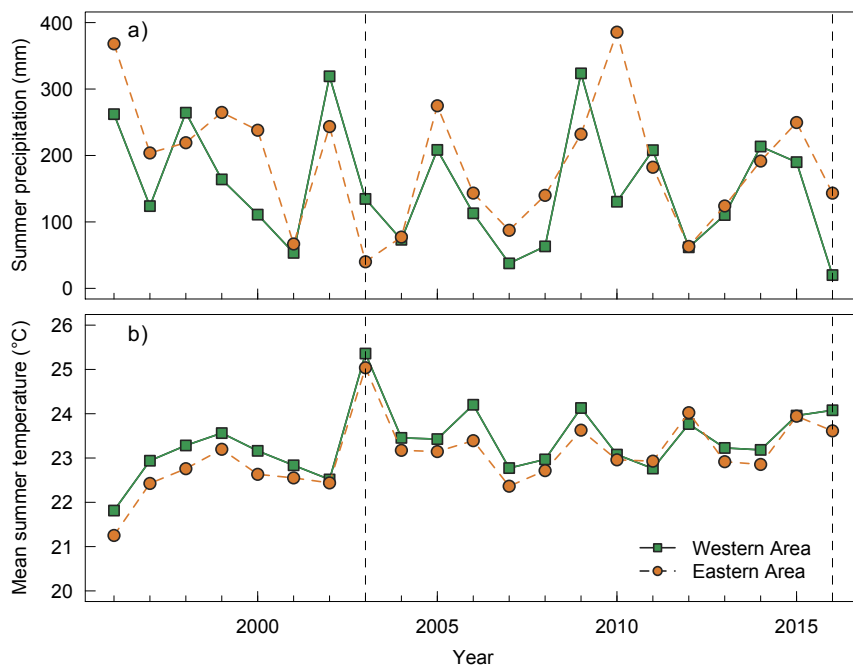 a)
Summer precipitation (mm)
400
300
200
100
0
b)
Mean summer temperature (°C)
26
25
24
23
22
21
20
Western Area
Eastern Area
2000
2005
2010
2015
Year